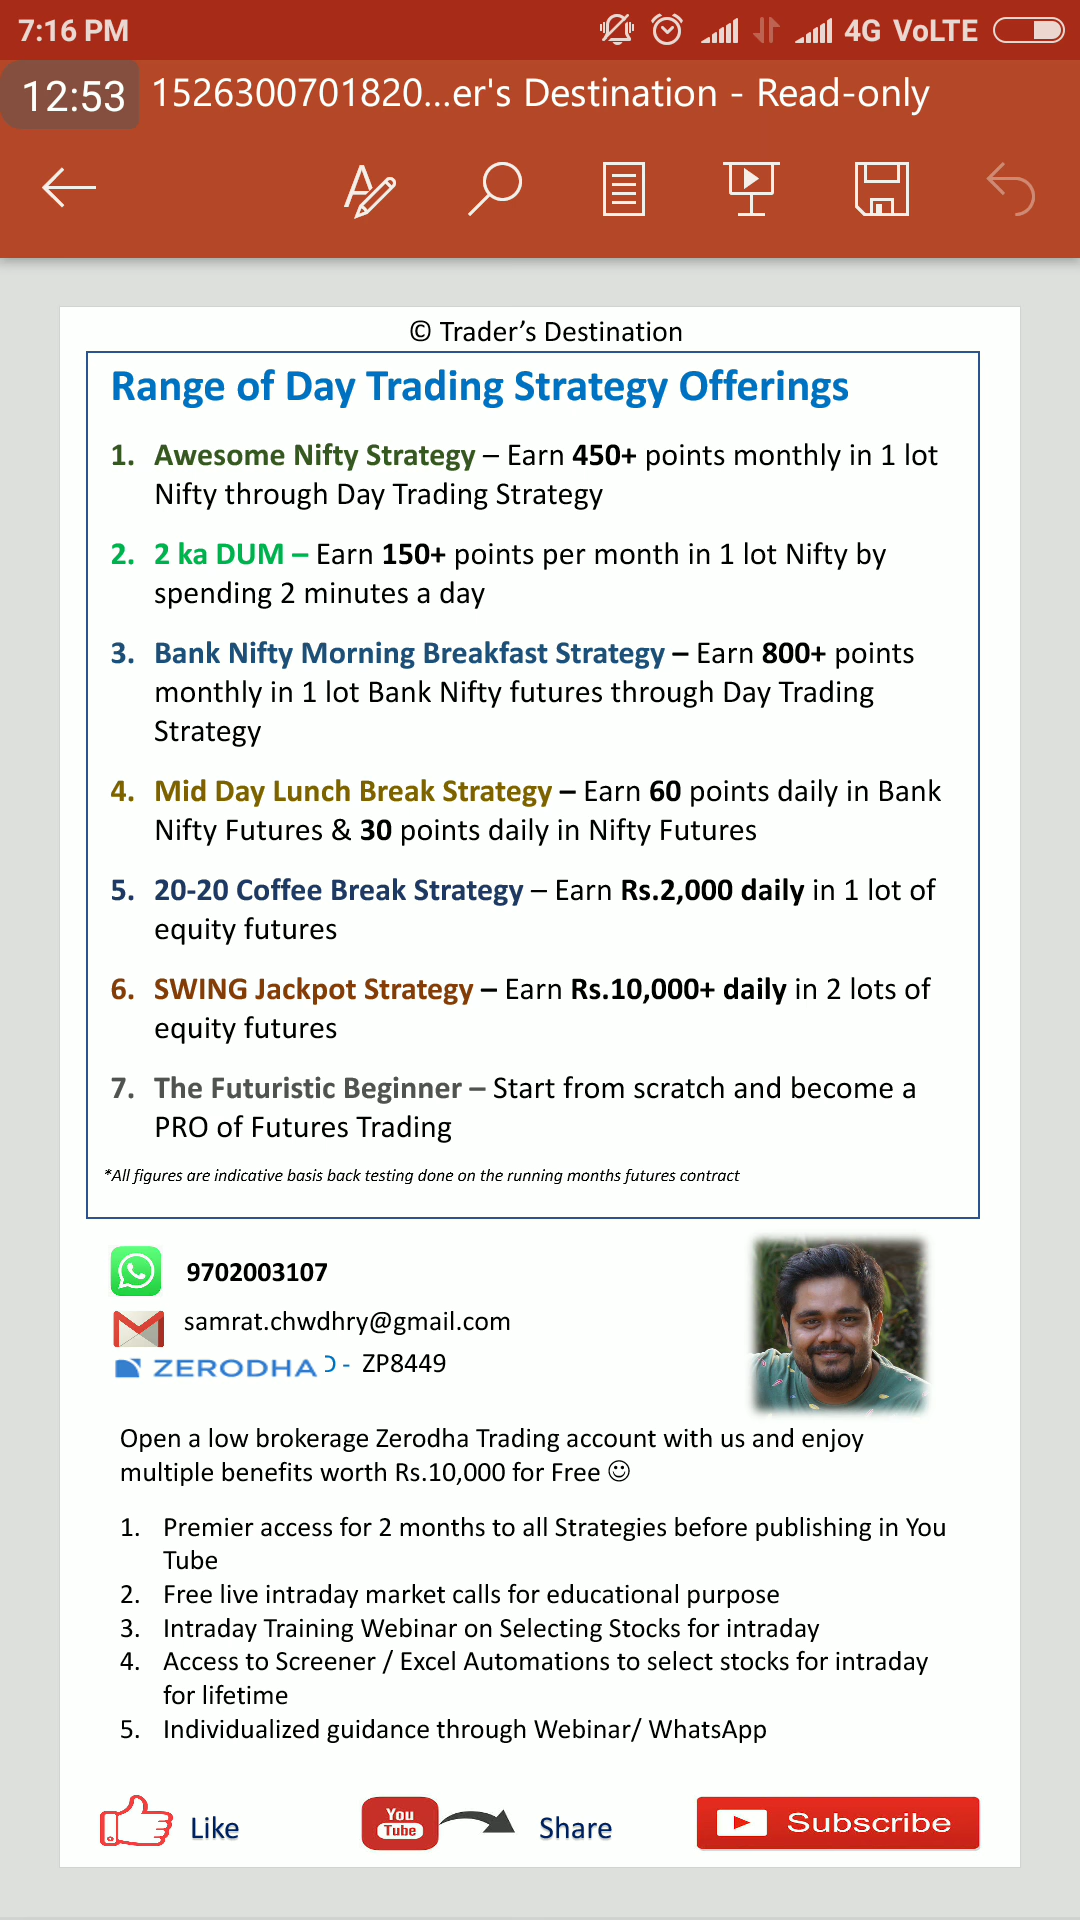 7:16 PM
4G VoLTE
12:53
1526300701820...er's Destination - Read-only
© Trader's Destination
Range of Day Trading Strategy Offerings
1. Awesome Nifty Strategy – Earn 450+ points monthly in 1 lot
Nifty through Day Trading Strategy
2. 2 ka DUM – Earn 150+ points per month in 1 lot Nifty by
spending 2 minutes a day
3. Bank Nifty Morning Breakfast Strategy – Earn 800+ points
monthly in 1 lot Bank Nifty futures through Day Trading
Strategy
4. Mid Day Lunch Break Strategy – Earn 60 points daily in Bank
Nifty Futures & 30 points daily in Nifty Futures
5. 20-20 Coffee Break Strategy – Earn Rs.2,000 daily in 1 lot of
equity futures
6. SWING Jackpot Strategy – Earn Rs.10,000+ daily in 2 lots of
equity futures
7. The Futuristic Beginner – Start from scratch and become a
PRO of Futures Trading
*All figures are indicative basis back testing done on the running months futures contract
9702003107
samrat.chwdhry@gmail.com
ZERODHA - ZP8449
Open a low brokerage Zerodha Trading account with us and enjoy
multiple benefits worth Rs.10,000 for Free ☺
1. Premier access for 2 months to all Strategies before publishing in You
Tube
2. Free live intraday market calls for educational purpose
3. Intraday Training Webinar on Selecting Stocks for intraday
4. Access to Screener / Excel Automations to select stocks for intraday
for lifetime
5. Individualized guidance through Webinar/ WhatsApp
Like
You
Tube
Share
Subscribe